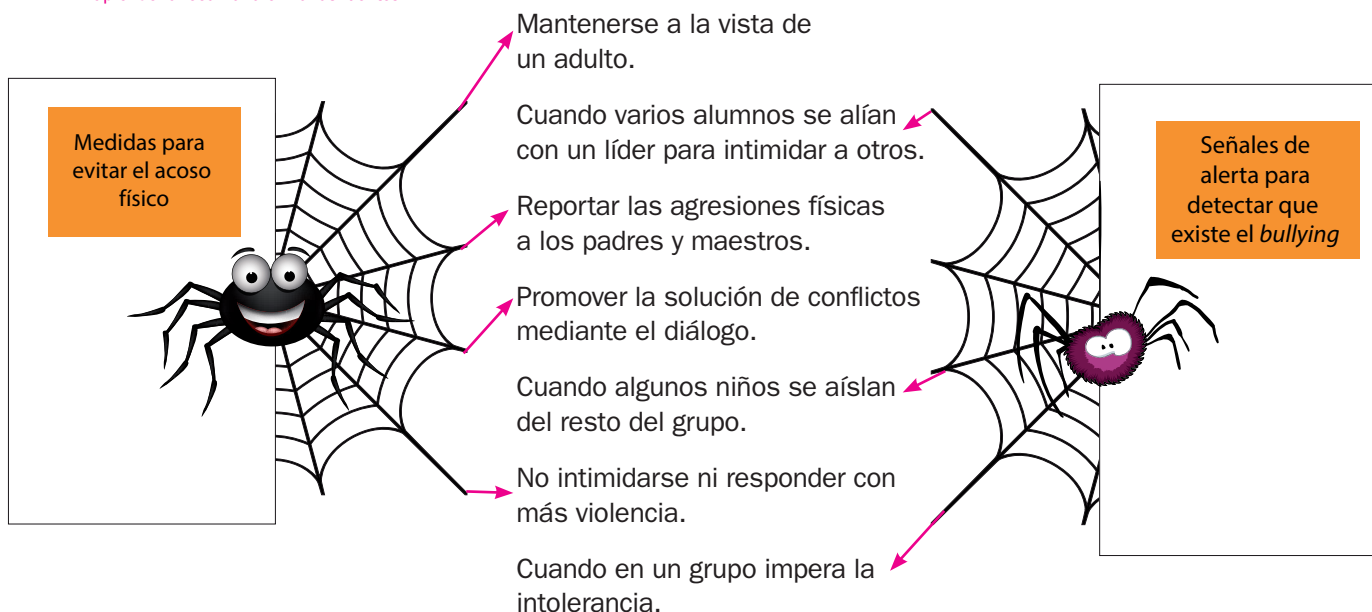 Medidas para
evitar el acoso
físico
Mantenerse a la vista de
un adulto.
Cuando varios alumnos se alían
con un líder para intimidar a otros.
Reportar las agresiones físicas
a los padres y maestros.
Promover la solución de conflictos
mediante el diálogo.
Cuando algunos niños se aíslan
del resto del grupo.
No intimidarse ni responder con
más violencia.
Cuando en un grupo impera la
intolerancia.
Señales de
alerta para
detectar que
existe el bullying